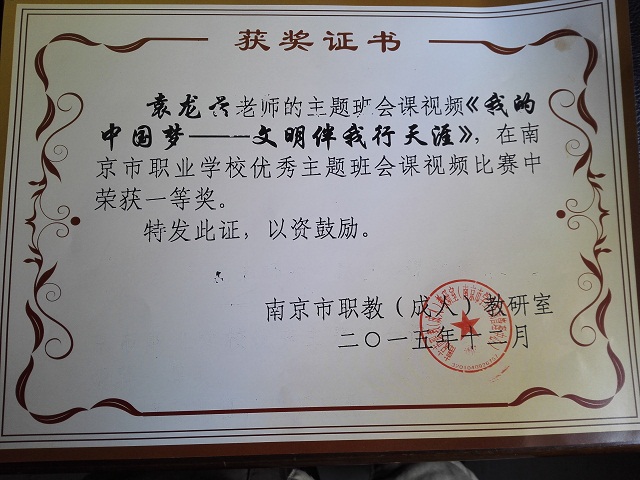 获奖证书
袁龙兵老师的主题班会课视频《我的
中国梦——文明伴我行天涯》，在南
京市职业学校优秀主题班会课视频比赛中
荣获一等奖。
特发此证，以资鼓励。
南京市职教（成人）教研室
二〇一五年十二月